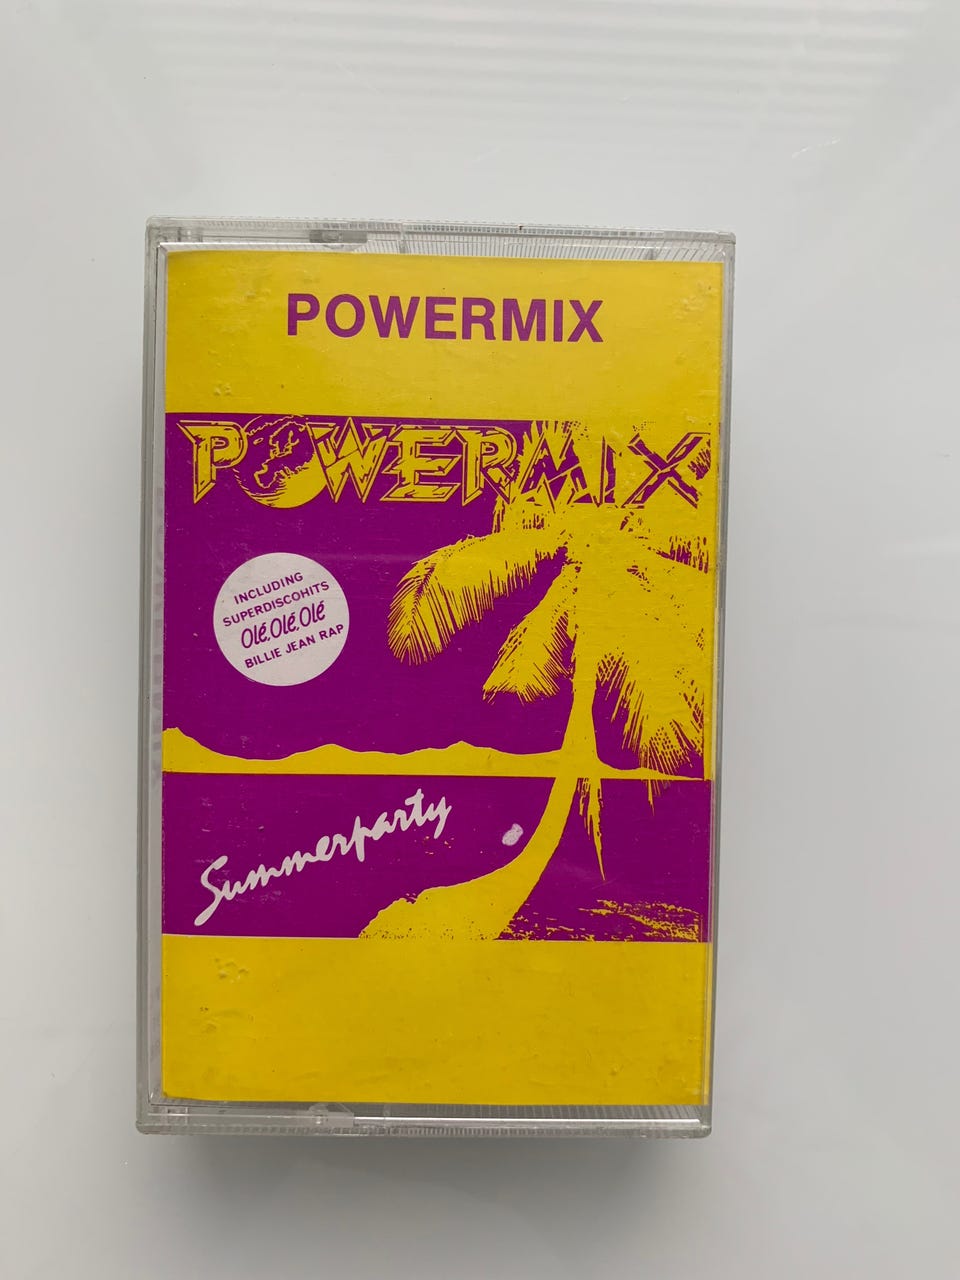 POWERMIX
POWERMIX
INCLUDING
SUPERDISCOHITS
Olé, Olé, Olé
BILLIE JEAN RAP
Summerparty